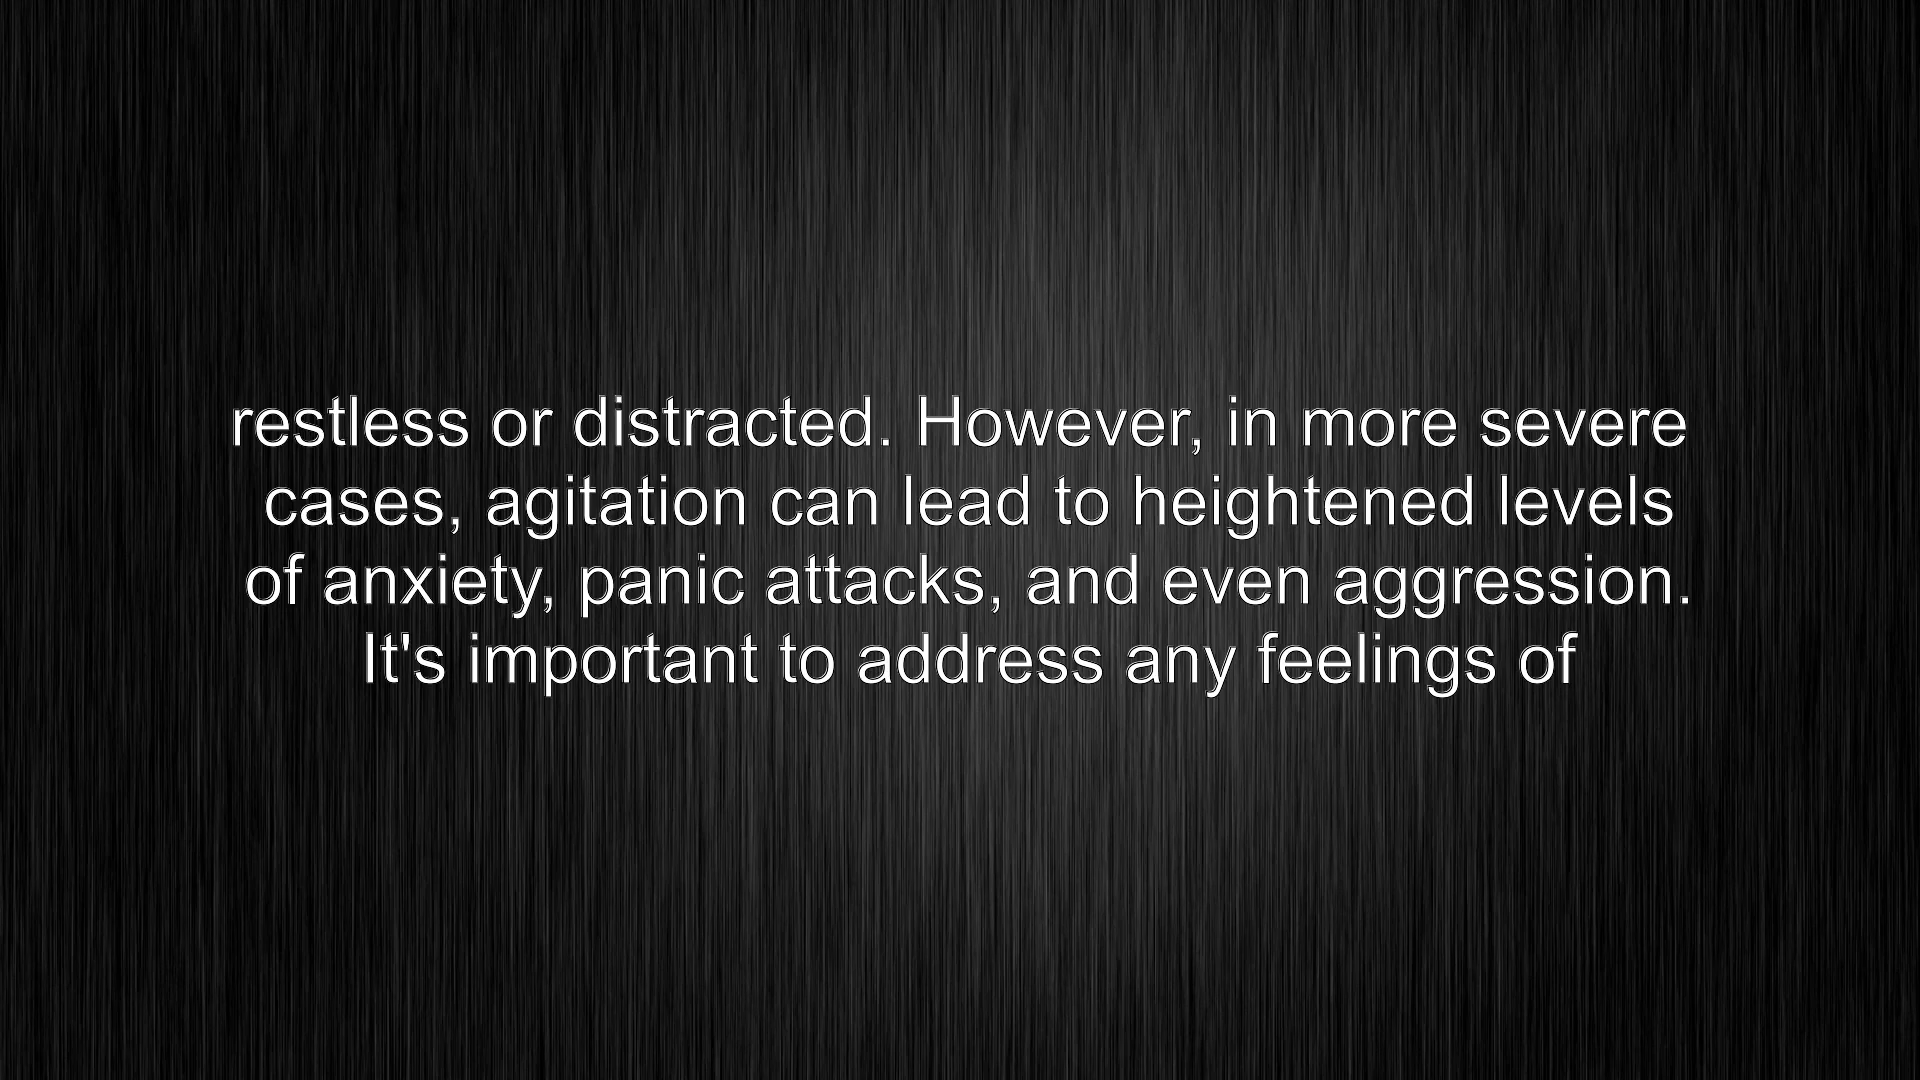 restless or distracted. However, in more severe
cases, agitation can lead to heightened levels
of anxiety, panic attacks, and even aggression.
It's important to address any feelings of